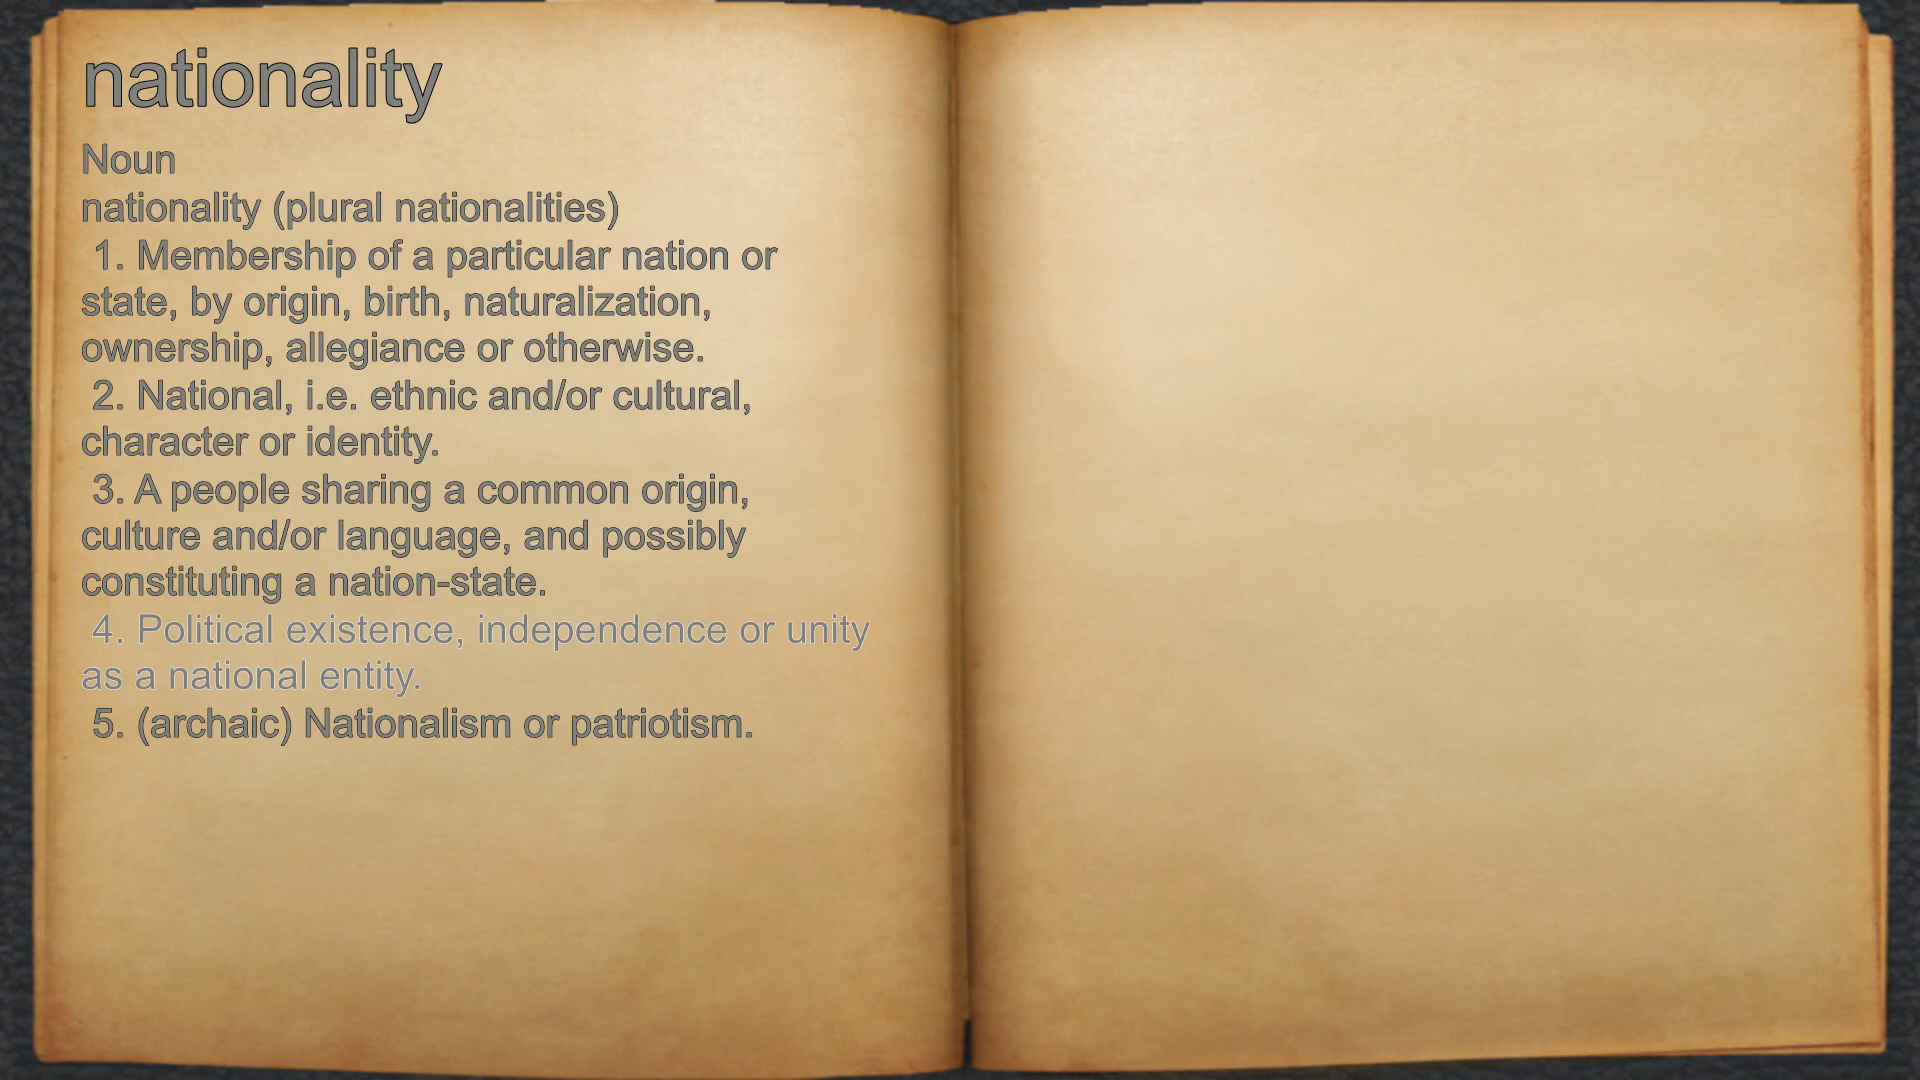 nationality
Noun
nationality (plural nationalities)
1. Membership of a particular nation or
state, by origin, birth, naturalization,
ownership, allegiance or otherwise.
2. National, i.e. ethnic and/or cultural,
character or identity.
3. A people sharing a common origin,
culture and/or language, and possibly
constituting a nation-state.
4. Political existence, independence or unity
as a national entity.
5. (archaic) Nationalism or patriotism.